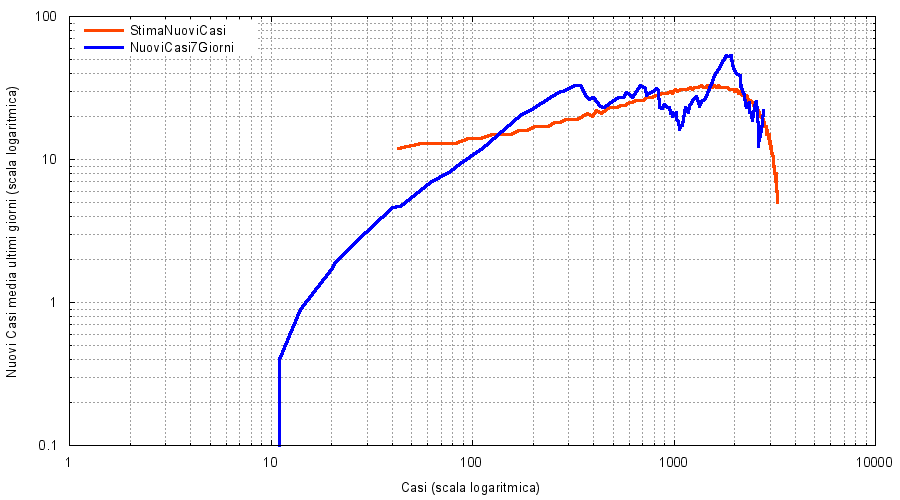 100
StimaNuoviCasi
NuoviCasi7Giorni
10
1
0.1
Nuovi Casi media ultimi giorni (scala logaritmica)
1
10
100
1000
10000
Casi (scala logaritmica)